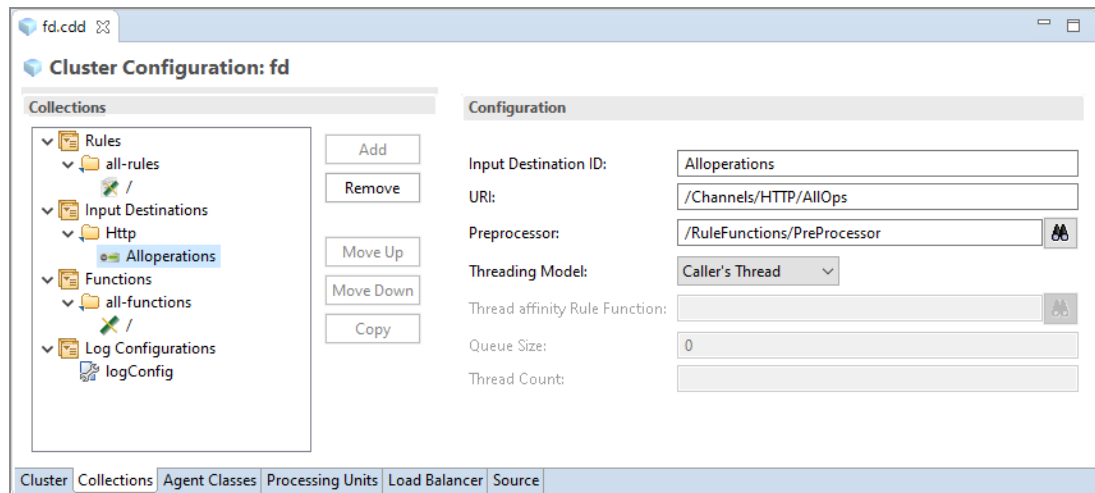 fd.cdd
Cluster Configuration: fd
Collections
Rules
all-rules
/
Input Destinations
Http
Alloperations
Functions
all-functions
/
Log Configurations
logConfig
Add
Remove
Move Up
Move Down
Copy
Configuration
Input Destination ID: Alloperations
URI: /Channels/HTTP/AllOps
Preprocessor: /RuleFunctions/PreProcessor
Threading Model: Caller's Thread
Thread affinity Rule Function:
Queue Size: 0
Thread Count:
Cluster Collections Agent Classes Processing Units Load Balancer Source